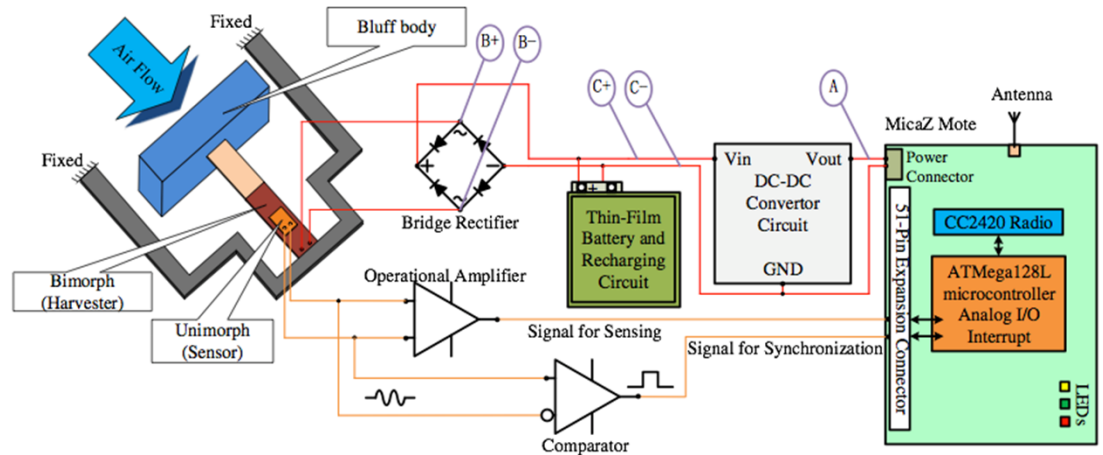 Fixed
Bluff body
Air Flow
B+
B−
C+
C−
A
Antenna
MicaZ Mote
Fixed
Vin
Vout
Power
Connector
DC-DC
Convertor
Circuit
GND
+
−
~
~
Bridge Rectifier
+
Thin-Film
Battery and
Recharging
Circuit
51-Pin Expansion Connector
CC2420 Radio
ATMega128L
microcontroller
Analog I/O
Interrupt
Bimorph
(Harvester)
Operational Amplifier
Unimorph
(Sensor)
Signal for Sensing
Signal for Synchronization
LEDs
Comparator